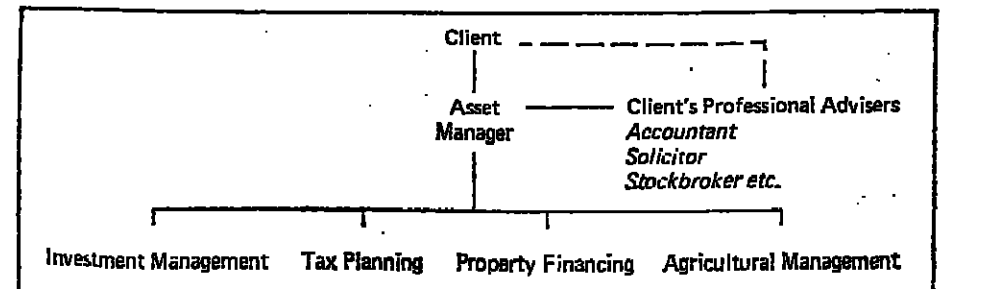 Client
Asset
Manager
Client's Professional Advisers
Accountant
Solicitor
Stockbroker etc.
Investment Management Tax Planning Property Financing Agricultural Management